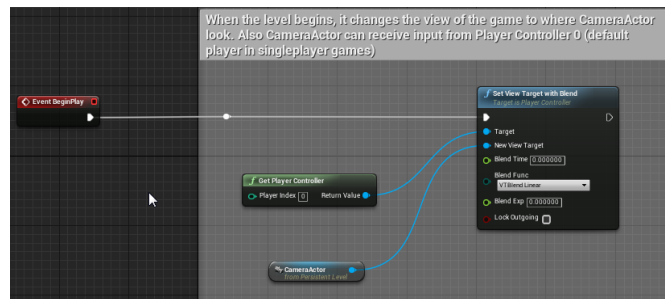 When the level begins, it changes the view of the game to where CameraActor
look. Also CameraActor can receive input from Player Controller 0 (default
player in singleplayer games)
Event BeginPlay
Set View Target with Blend
Target is Player Controller
Target
New View Target
Blend Time 0.000000
Blend Func
VTBlend Linear
Blend Exp 0.000000
Lock Outgoing
Get Player Controller
Player Index 0 Return Value
CameraActor
from Persistent Level